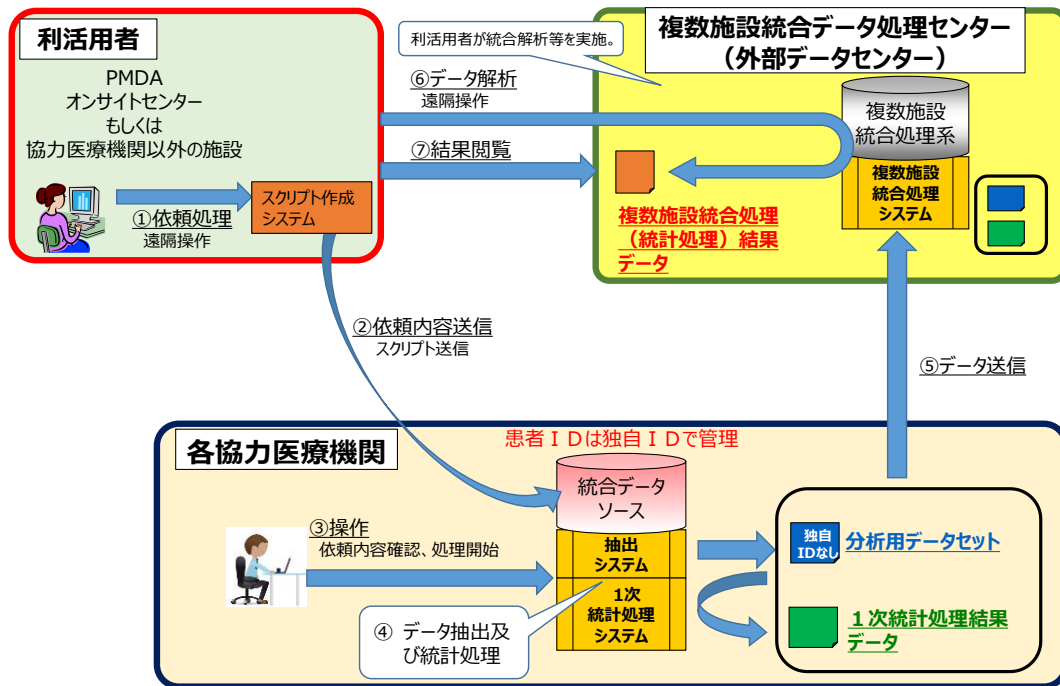 利活用者
PMDA
オンサイトセンター
もしくは
協力医療機関以外の施設
①依頼処理
遠隔操作
スクリプト作成
システム
利活用者が統合解析等を実施。
⑥データ解析
遠隔操作
⑦結果閲覧
複数施設統合データ処理センター
（外部データセンター）
複数施設
統合処理系
複数施設
統合処理
システム
複数施設統合処理
（統計処理）結果
データ
②依頼内容送信
スクリプト送信
⑤データ送信
各協力医療機関
患者ＩＤは独自ＩＤで管理
統合データ
ソース
③操作
依頼内容確認、処理開始
抽出
システム
1次
統計処理
システム
④ データ抽出及
び統計処理
独自
IDなし
分析用データセット
１次統計処理結果
データ